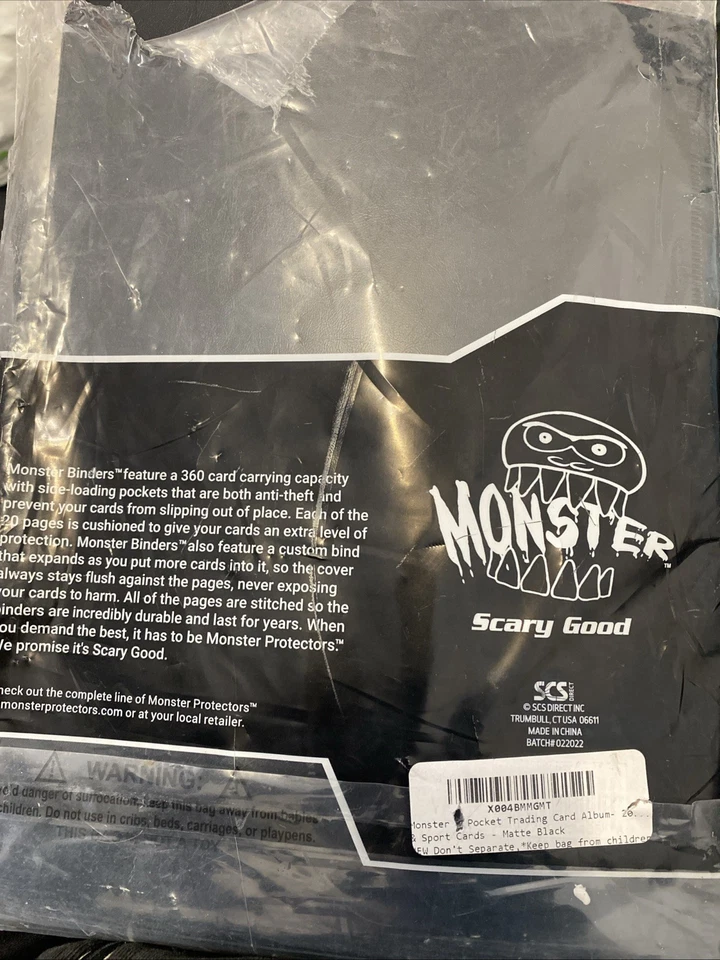 Monster Binders™ feature a 360 card carrying capacity
with side-loading pockets that are both anti-theft and
prevent your cards from slipping out of place. Each of the
20 pages is cushioned to give your cards an extra level of
protection. Monster Binders™ also feature a custom bind
that expands as you put more cards into it, so the cover
always stays flush against the pages, never exposing
your cards to harm. All of the pages are stitched so the
inders are incredibly durable and last for years. When
ou demand the best, it has to be Monster Protectors.™
e promise it's Scary Good.
heck out the complete line of Monster Protectors™
monsterprotectors.com or at your local retailer.
MONSTER™
Scary Good
SCS DIRECT
© SCS DIRECT INC
TRUMBULL, CT USA 06611
MADE IN CHINA
BATCH# 022022
WARNING:
danger of suffocation, keep this bag away from babies
children. Do not use in cribs, beds, carriages, or playpens.
THIS TOY
X004BMMGMT
Monster Pocket Trading Card Album- 20...
& Sport Cards - Matte Black
EW Don't Separate *Keep bag from children